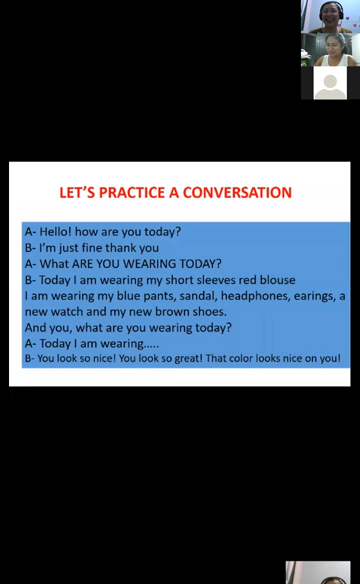 LET'S PRACTICE A CONVERSATION
A- Hello! how are you today?
B- I'm just fine thank you
A- What ARE YOU WEARING TODAY?
B- Today I am wearing my short sleeves red blouse
I am wearing my blue pants, sandal, headphones, earings, a
new watch and my new brown shoes.
And you, what are you wearing today?
A- Today I am wearing.....
B- You look so nice! You look so great! That color looks nice on you!